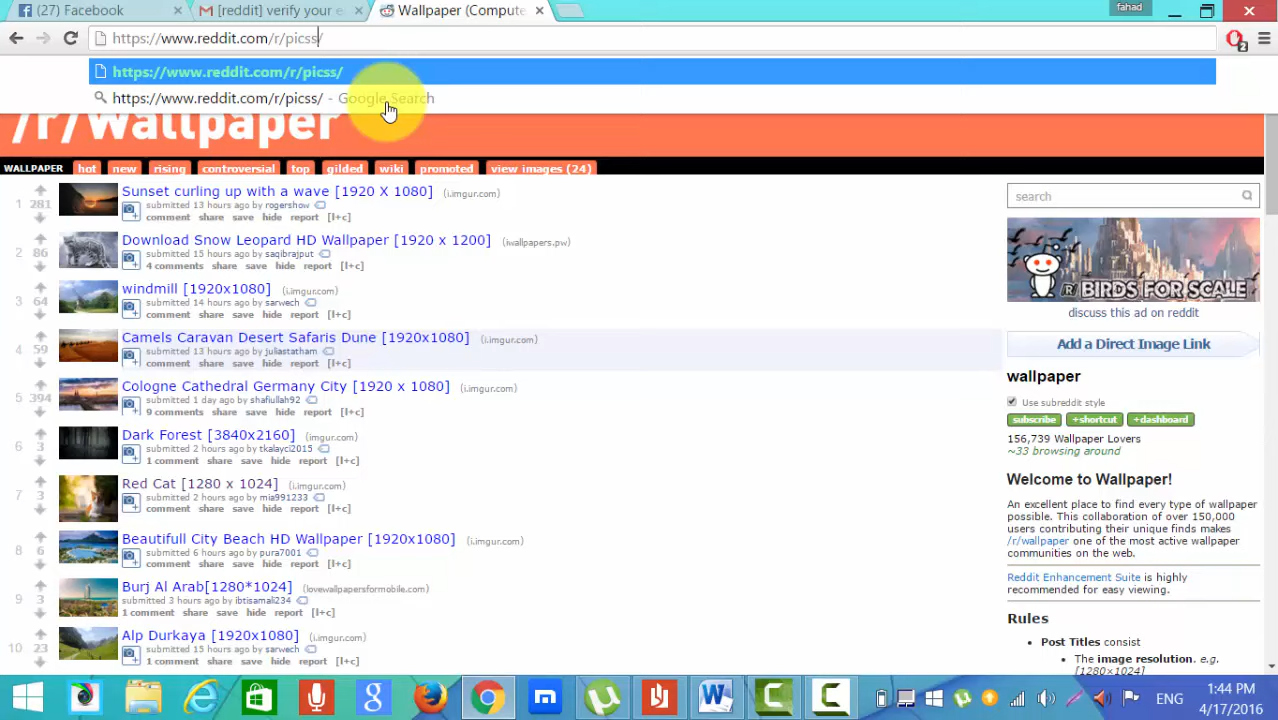 (27) Facebook
[reddit] verify your e
Wallpaper (Compute
fahad
https://www.reddit.com/r/picss/
2
https://www.reddit.com/r/picss/
https://www.reddit.com/r/picss/ - Google Search
/r/Wallpaper
WALLPAPER hot new rising controversial top gilded wiki promoted view images (24)
1 281 Sunset curling up with a wave [1920 X 1080] (i.imgur.com)
submitted 13 hours ago by rogershow
comment share save hide report [l+c]
2 86 Download Snow Leopard HD Wallpaper [1920 x 1200] (iwallpapers.pw)
submitted 15 hours ago by saqibrajput
4 comments share save hide report [l+c]
3 64 windmill [1920x1080] (i.imgur.com)
submitted 14 hours ago by sarwech
comment share save hide report [l+c]
4 59 Camels Caravan Desert Safaris Dune [1920x1080] (i.imgur.com)
submitted 13 hours ago by juliastatham
comment share save hide report [l+c]
5 394 Cologne Cathedral Germany City [1920 x 1080] (i.imgur.com)
submitted 1 day ago by shafiullah92
9 comments share save hide report [l+c]
6 3 Dark Forest [3840x2160] (imgur.com)
submitted 2 hours ago by tkalayci2015
1 comment share save hide report [l+c]
7 3 Red Cat [1280 x 1024] (i.imgur.com)
submitted 2 hours ago by mia991233
comment share save hide report [l+c]
8 6 Beautifull City Beach HD Wallpaper [1920x1080] (i.imgur.com)
submitted 6 hours ago by pura7001
comment share save hide report [l+c]
9 3 Burj Al Arab[1280*1024] (lovewallpapersformobile.com)
submitted 3 hours ago by ibtisamali234
1 comment share save hide report [l+c]
10 23 Alp Durkaya [1920x1080] (i.imgur.com)
submitted 15 hours ago by sarwech
1 comment share save hide report [l+c]
search
BIRDS FOR SCALE
discuss this ad on reddit
Add a Direct Image Link
wallpaper
Use subreddit style
subscribe +shortcut +dashboard
156,739 Wallpaper Lovers
~33 browsing around
Welcome to Wallpaper!
An excellent place to find every type of wallpaper
possible. This collaboration of over 150,000
users contributing their unique finds makes
/r/wallpaper one of the most active wallpaper
communities on the web.
Reddit Enhancement Suite is highly
recommended for easy viewing.
Rules
• Post Titles consist
• The image resolution. e.g.
[1280×1024]
ENG
1:44 PM
4/17/2016